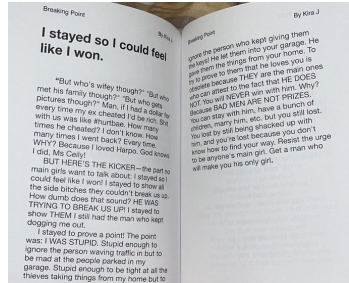 Breaking Point
By Kira J
I stayed so I could feel
like I won.
"But who's wifey though?" "But who
met his family though?" "But who gets
pictures though?" Man, if I had a dollar for
every time my ex cheated I'd be rich. Shit
with us was like afurbae. How many
times he cheated? I don't know. How
many times I went back? Every time.
WHY? Because I loved Harpo. God knows
I did, Ms Celly!
BUT HERE'S THE KICKER—the part so
main girls want to talk about: I stayed so I
could feel like I won! I stayed to show all
the side bitches they couldn't break us up.
How dumb does that sound? HE WAS
TRYING TO BREAK US UP! I stayed to
show THEM I still had the man who kept
dogging me out.
I stayed to prove a point! The point
was: I WAS STUPID. Stupid enough to
ignore the person waving traffic in but to
be mad at the people parked in my
garage. Stupid enough to be tight at all the
thieves taking things from my home but to
Breaking Point
By Kira J
ignore the person who kept giving them
the keys! He let them into your garage. He
gave them the things from your home. To
try to prove to them that he loves you is
obsolete because THEY are the main ones
who can attest to the fact that HE DOES
NOT. You will NEVER win with him. Why?
Because BAD MEN ARE NOT PRIZES.
You can stay with him, have a bunch of
children, marry him, etc. but you still lost.
You lost by still being shacked up with
him, and you're lost because you don't
know how to find your way. Resist the urge
to be anyone's main girl. Get a man who
will make you his only girl.